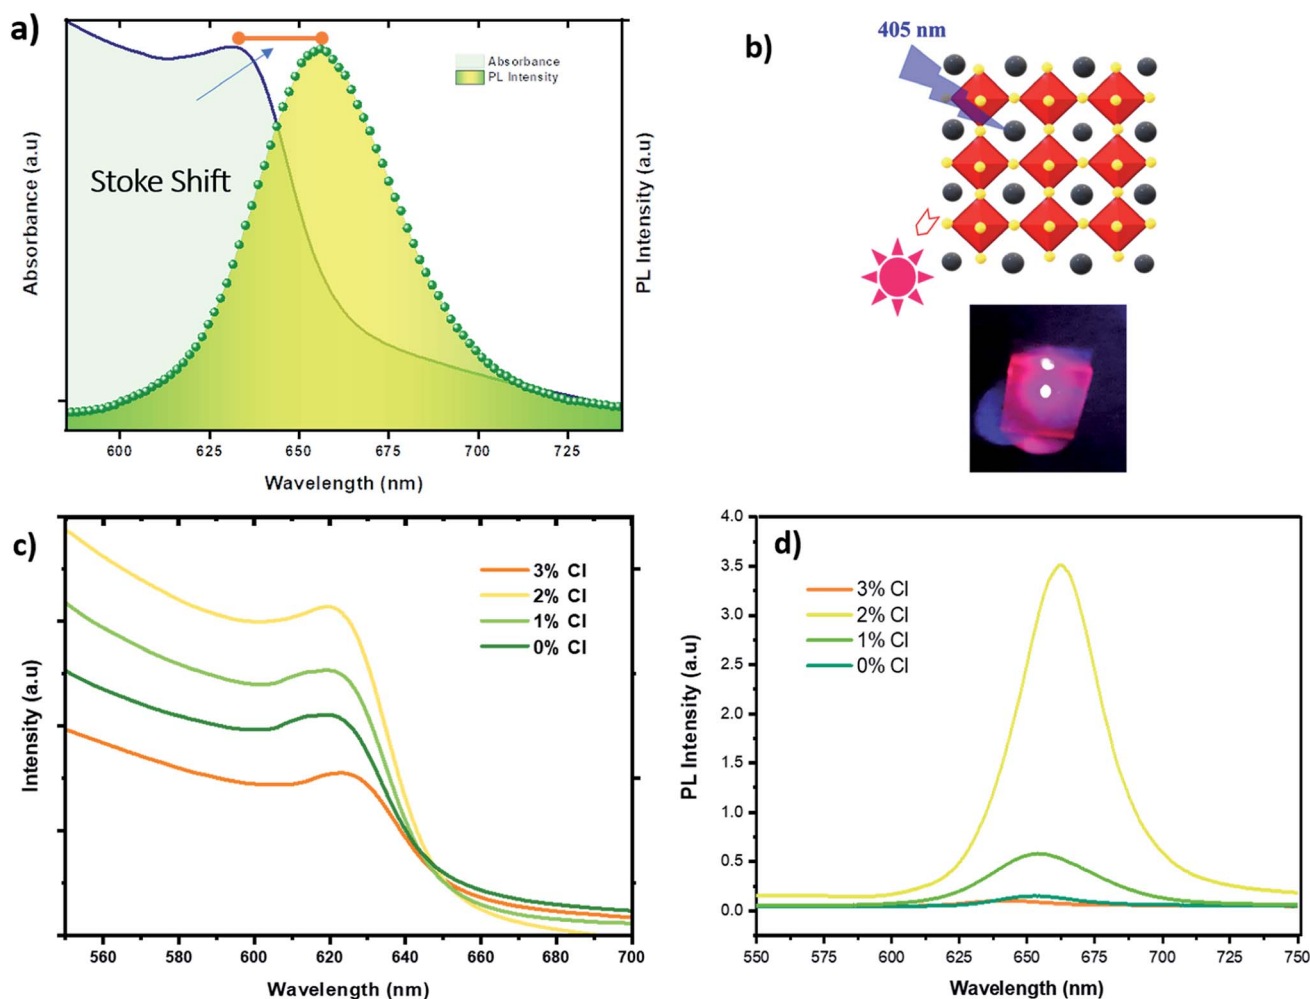 a)
Absorbance
PL Intensity
Stoke Shift
Absorbance (a.u)
PL Intensity (a.u)
600 625 650 675 700 725
Wavelength (nm)
b)
405 nm
c)
3% Cl
2% Cl
1% Cl
0% Cl
Intensity (a.u)
560 580 600 620 640 660 680 700
Wavelength (nm)
d)
4.0
3.5
3.0
2.5
2.0
1.5
1.0
0.5
0.0
3% Cl
2% Cl
1% Cl
0% Cl
PL Intensity (a.u)
550 575 600 625 650 675 700 725 750
Wavelength (nm)